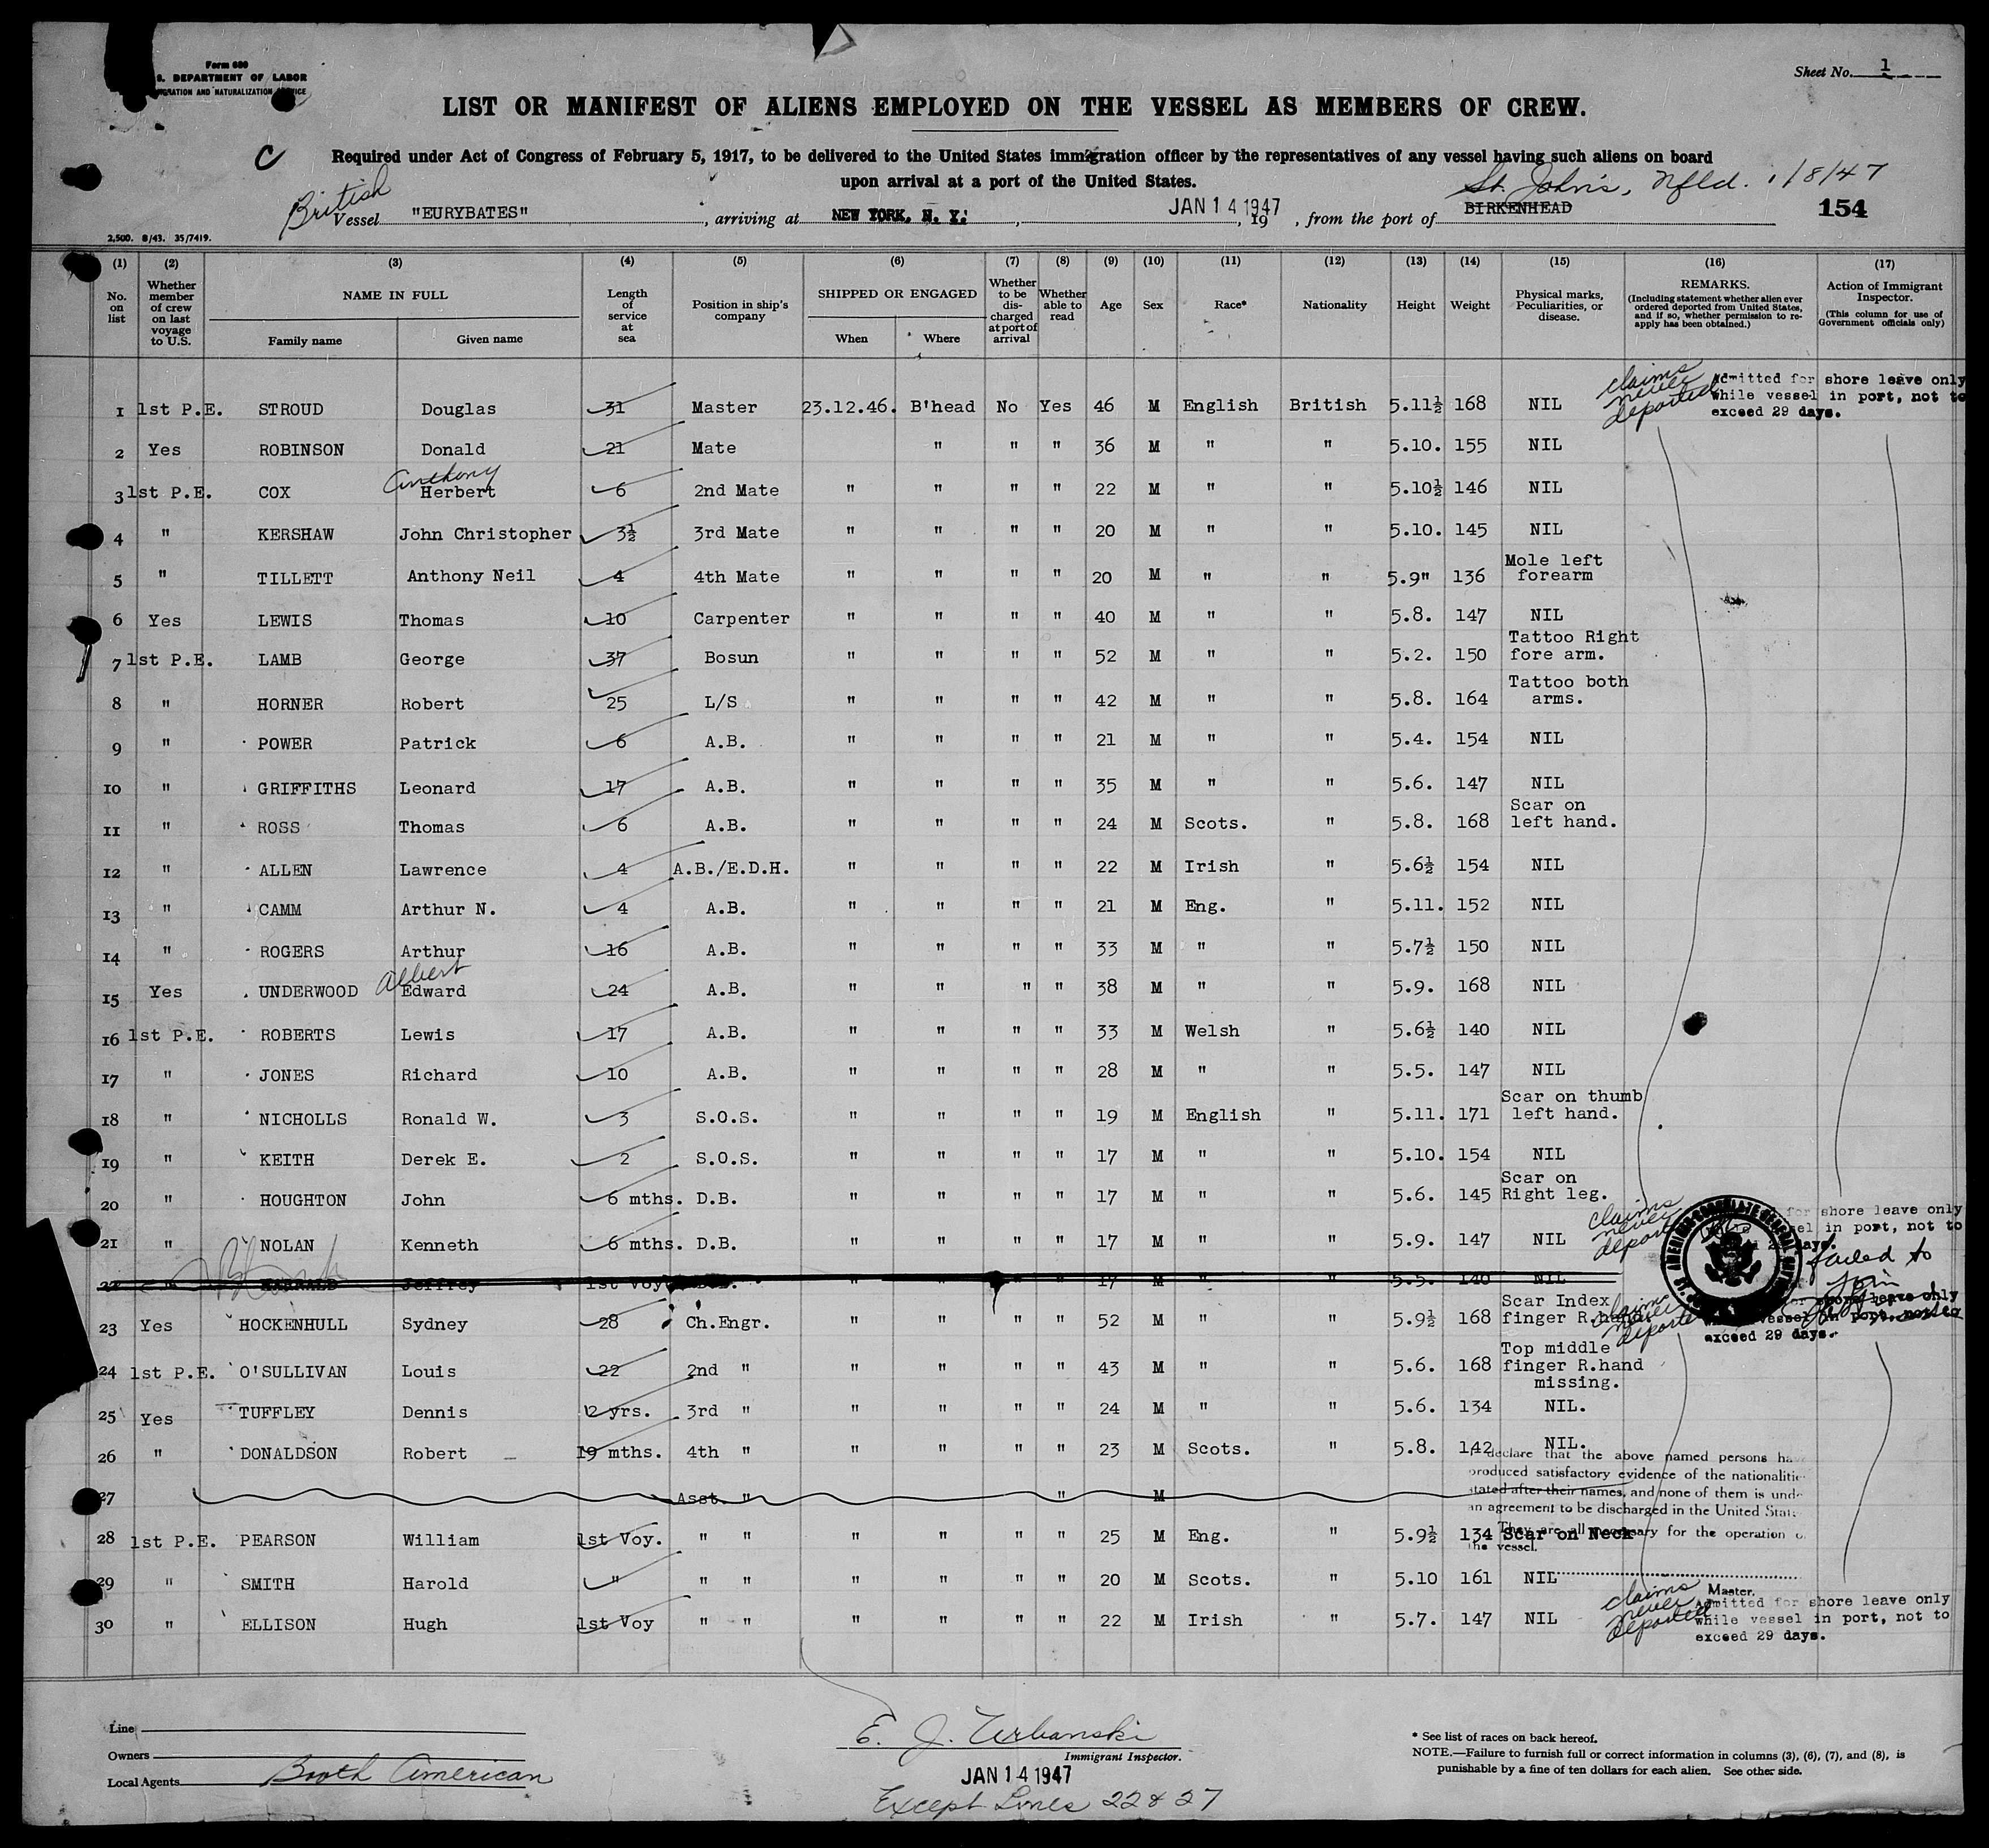 Form 680
S. DEPARTMENT OF LABOR
IMMIGRATION AND NATURALIZATION SERVICE
Sheet No. 1
LIST OR MANIFEST OF ALIENS EMPLOYED ON THE VESSEL AS MEMBERS OF CREW.
C
Required under Act of Congress of February 5, 1917, to be delivered to the United States immigration officer by the representatives of any vessel having such aliens on board
upon arrival at a port of the United States.
British St. John's, Nfld. 1/8/47
Vessel "EURYBATES", arriving at NEW YORK, N. Y., JAN 14 1947, 19 , from the port of BIRKENHEAD 154
2,500. 8/43. 35/7419.
(1) (2) (3) (4) (5) (6) (7) (8) (9) (10) (11) (12) (13) (14) (15) (16) (17)
No. on list
Whether member of crew on last voyage to U.S.
NAME IN FULL
Family name Given name
Length of service at sea
Position in ship's company
SHIPPED OR ENGAGED
When Where
Whether to be discharged at port of arrival
Whether able to read
Age
Sex
Race*
Nationality
Height
Weight
Physical marks, Peculiarities, or disease.
REMARKS.
(Including statement whether alien ever ordered deported from United States, and if so, whether permission to re-apply has been obtained.)
Action of Immigrant Inspector.
(This column for use of Government officials only)
claims never deported
Admitted for shore leave only
while vessel in port, not to
exceed 29 days.
1 1st P.E. STROUD Douglas 31 Master 23.12.46. B'head No Yes 46 M English British 5.11½ 168 NIL
2 Yes ROBINSON Donald 21 Mate " " " 36 M " " 5.10. 155 NIL
Anthony
3 1st P.E. COX Herbert 6 2nd Mate " " " " 22 M " " 5.10½ 146 NIL
4 " KERSHAW John Christopher 3½ 3rd Mate " " " " 20 M " " 5.10. 145 NIL
5 " TILLETT Anthony Neil 4 4th Mate " " " " 20 M " " 5.9" 136 Mole left forearm
6 Yes LEWIS Thomas 10 Carpenter " " " " 40 M " " 5.8. 147 NIL
7 1st P.E. LAMB George 37 Bosun " " " " 52 M " " 5.2. 150 Tattoo Right fore arm.
8 " HORNER Robert 25 L/S " " " " 42 M " " 5.8. 164 Tattoo both arms.
9 " POWER Patrick 6 A.B. " " " " 21 M " " 5.4. 154 NIL
10 " GRIFFITHS Leonard 17 A.B. " " " " 35 M " " 5.6. 147 NIL
11 " ROSS Thomas 6 A.B. " " " " 24 M Scots. " 5.8. 168 Scar on left hand.
12 " ALLEN Lawrence 4 A.B./E.D.H. " " " " 22 M Irish " 5.6½ 154 NIL
13 " CAMM Arthur N. 4 A.B. " " " " 21 M Eng. " 5.11. 152 NIL
14 " ROGERS Arthur 16 A.B. " " " " 33 M " " 5.7½ 150 NIL
Albert
15 Yes UNDERWOOD Edward 24 A.B. " " " " 38 M " " 5.9. 168 NIL
16 1st P.E. ROBERTS Lewis 17 A.B. " " " " 33 M Welsh " 5.6½ 140 NIL
17 " JONES Richard 10 A.B. " " " " 28 M " " 5.5. 147 NIL
18 " NICHOLLS Ronald W. 3 S.O.S. " " " " 19 M English " 5.11. 171 Scar on thumb left hand.
19 " KEITH Derek E. 2 S.O.S. " " " " 17 M " " 5.10. 154 NIL
20 " HOUGHTON John 6 mths. D.B. " " " " 17 M " " 5.6. 145 Scar on Right leg.
21 " NOLAN Kenneth 6 mths. D.B. " " " " 17 M " " 5.9. 147 NIL
claims never deported
for shore leave only
in port, not to
days.
22 " Jeffrey 1st Voy " " 17 M " " 5.5. 140 NIL
failed to join
23 Yes HOCKENHULL Sydney 28 Ch.Engr. " " " " 52 M " " 5.9½ 168 Scar Index finger R.hand
claims never deported
for shore leave only
vessel in port, not to
exceed 29 days.
24 1st P.E. O'SULLIVAN Louis 22 2nd " " " " " 43 M " " 5.6. 168 Top middle finger R.hand missing.
25 Yes TUFFLEY Dennis 2 yrs. 3rd " " " " " 24 M " " 5.6. 134 NIL.
26 " DONALDSON Robert 19 mths. 4th " " " " " 23 M Scots. " 5.8. 142 NIL.
27 Asst. " " M
I declare that the above named persons have
produced satisfactory evidence of the nationalities
stated after their names, and none of them is under
an agreement to be discharged in the United States
They are all necessary for the operation of
the vessel.
28 1st P.E. PEARSON William 1st Voy. " " " " " " 25 M Eng. " 5.9½ 134 Scar on Neck
29 " SMITH Harold " " " " " " " 20 M Scots. " 5.10 161 NIL
Master.
30 " ELLISON Hugh 1st Voy " " " " " " 22 M Irish " 5.7. 147 NIL
claims never deported
Admitted for shore leave only
while vessel in port, not to
exceed 29 days.
Line
Owners
Local Agents Booth American
E. J. Urbanski
Immigrant Inspector.
JAN 14 1947
Except Lines 22 & 27
* See list of races on back hereof.
NOTE.—Failure to furnish full or correct information in columns (3), (6), (7), and (8), is
punishable by a fine of ten dollars for each alien. See other side.